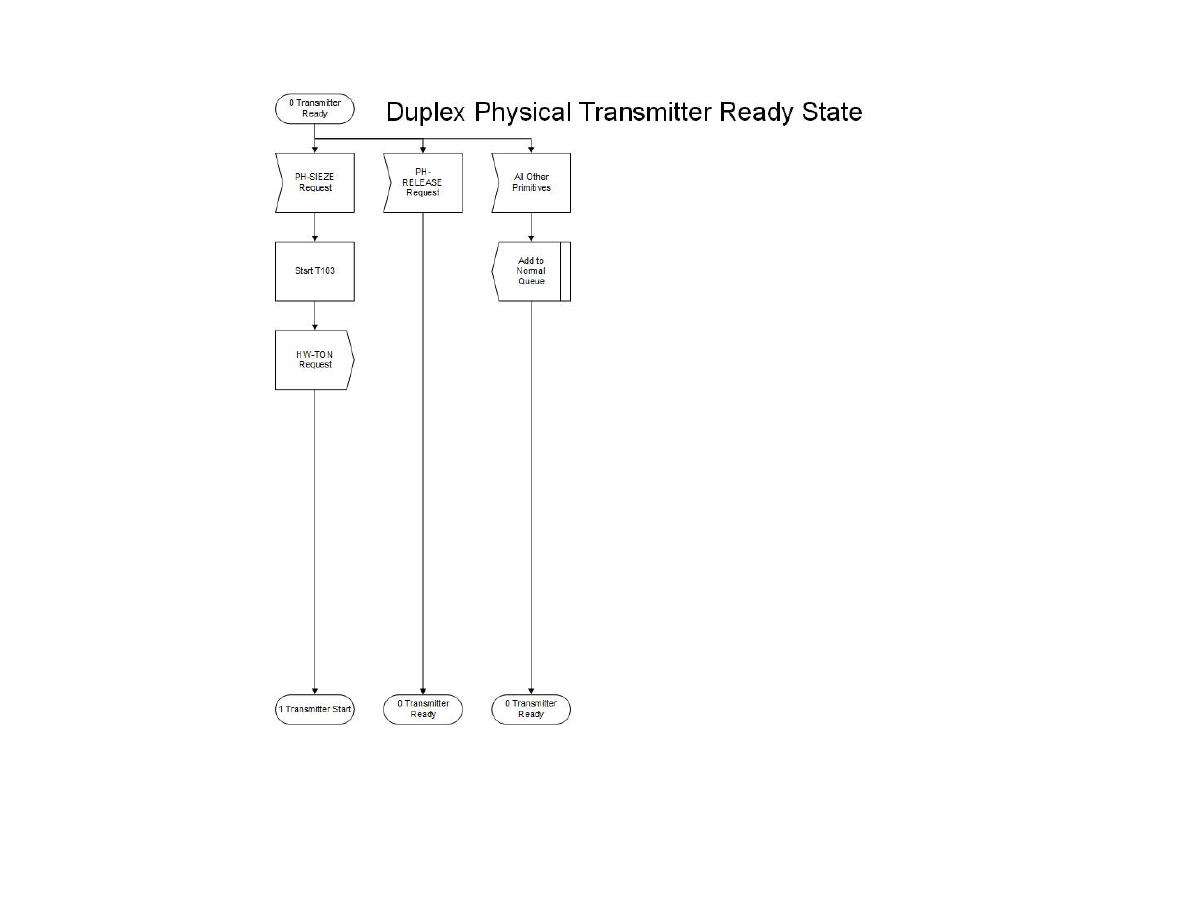 0 Transmitter
Ready
Duplex Physical Transmitter Ready State
PH-SIEZE
Request
PH-
RELEASE
Request
All Other
Primitives
Start T103
Add to
Normal
Queue
HW-TON
Request
1 Transmitter Start
0 Transmitter
Ready
0 Transmitter
Ready